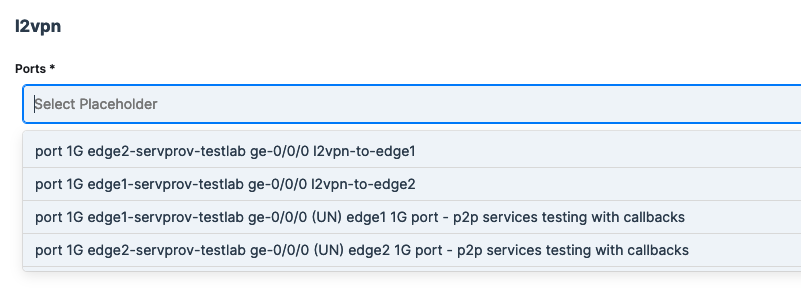 l2vpn
Ports *
Select Placeholder
port 1G edge2-servprov-testlab ge-0/0/0 l2vpn-to-edge1
port 1G edge1-servprov-testlab ge-0/0/0 l2vpn-to-edge2
port 1G edge1-servprov-testlab ge-0/0/0 (UN) edge1 1G port - p2p services testing with callbacks
port 1G edge2-servprov-testlab ge-0/0/0 (UN) edge2 1G port - p2p services testing with callbacks